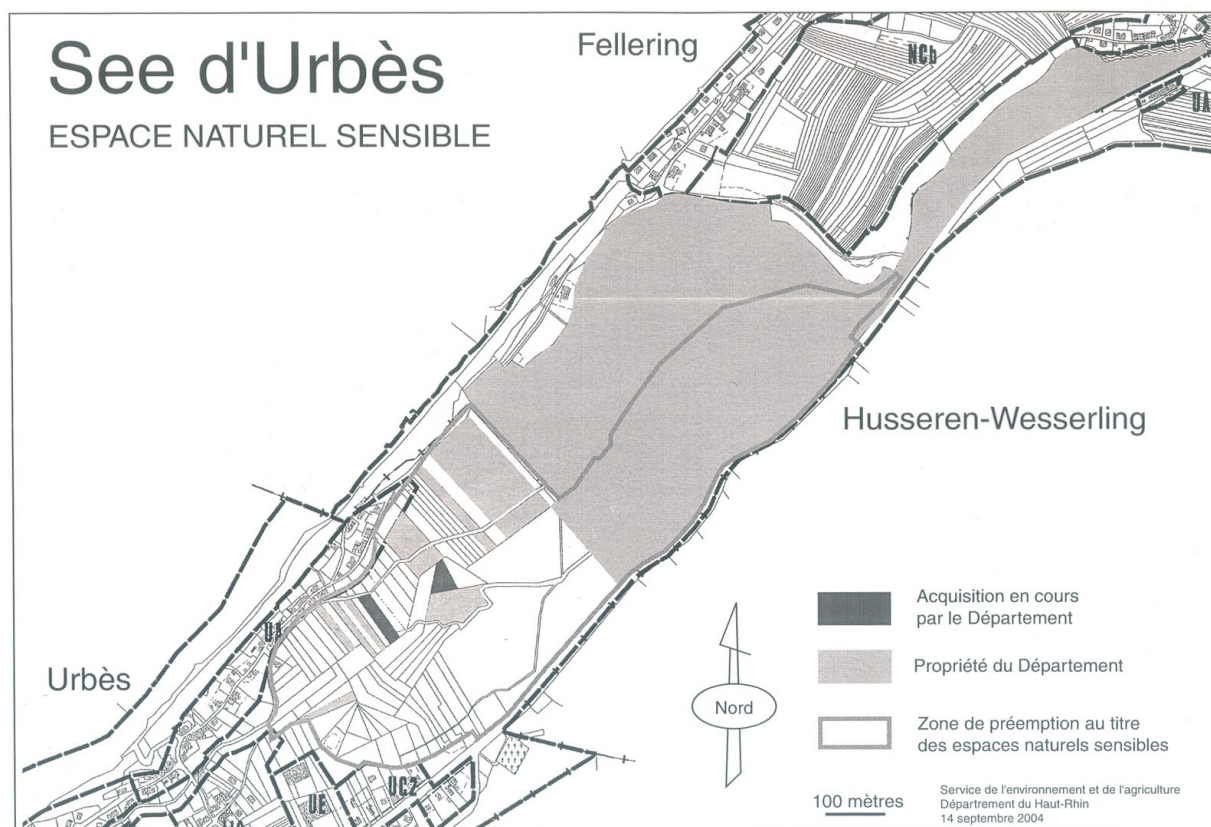 See d'Urbès
ESPACE NATUREL SENSIBLE
Fellering
NCb
UA
Husseren-Wesserling
UA
Urbès
UE
UC2
Nord
Acquisition en cours
par le Département
Propriété du Département
Zone de préemption au titre
des espaces naturels sensibles
100 mètres
Service de l'environnement et de l'agriculture
Département du Haut-Rhin
14 septembre 2004